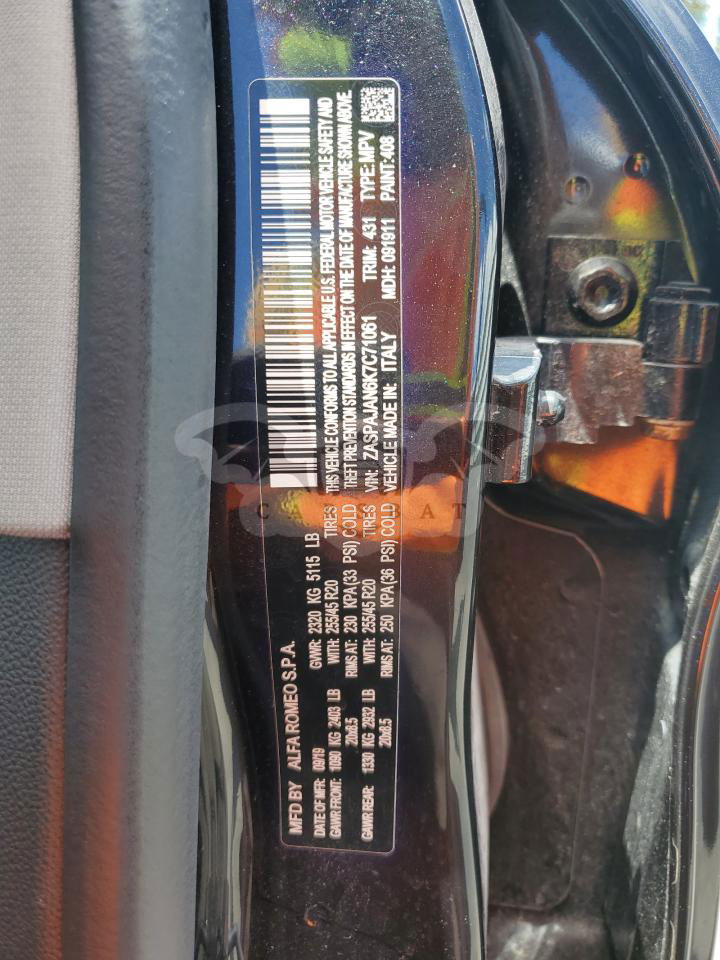 MFD BY ALFA ROMEO S.P.A.
DATE OF MFR: 09/19 GVWR: 2320 KG 5115 LB
GAWR FRONT: 1090 KG 2403 LB WITH: 255/45 R20 TIRES
20x8.5 RIMS AT: 230 KPA(33 PSI) COLD
GAWR REAR: 1330 KG 2932 LB WITH: 255/45 R20 TIRES
20x8.5 RIMS AT: 250 KPA(36 PSI) COLD
THIS VEHICLE CONFORMS TO ALL APPLICABLE U.S. FEDERAL MOTOR VEHICLE SAFETY AND
THEFT PREVENTION STANDARDS IN EFFECT ON THE DATE OF MANUFACTURE SHOWN ABOVE.
VIN: ZASPAJAN6K7C71061 TRIM: 431 TYPE:MPV
VEHICLE MADE IN: ITALY MDH: 091911 PAINT:408
CARSBAT